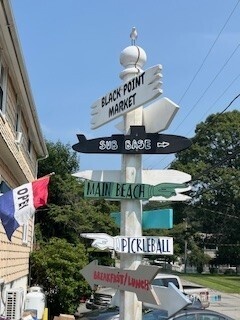 BLACK POINT
MARKET
SUB BASE →
MAIN BEACH
PICKLEBALL
BREAKFAST/LUNCH
OPEN